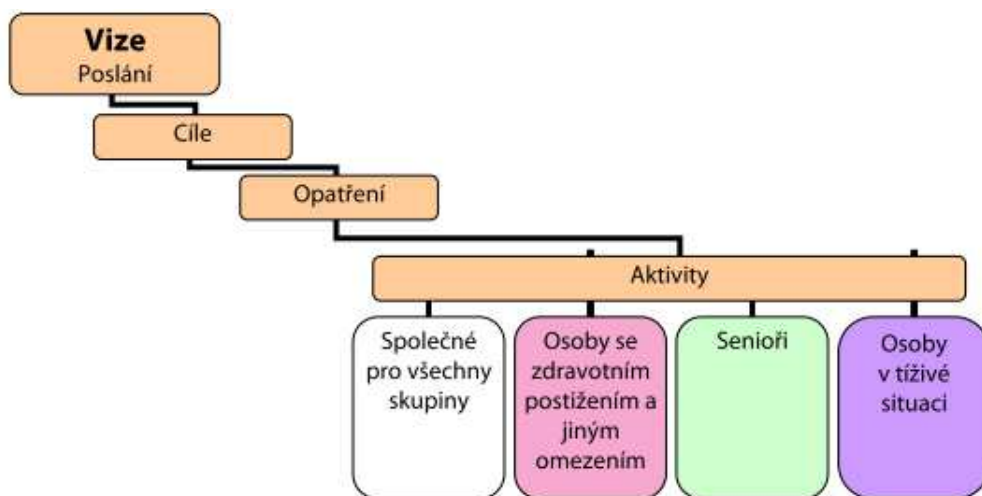 Vize
Poslání
Cíle
Opatření
Aktivity
Společné
pro všechny
skupiny
Osoby se
zdravotním
postižením a
jiným
omezením
Senioři
Osoby
v tíživé
situaci